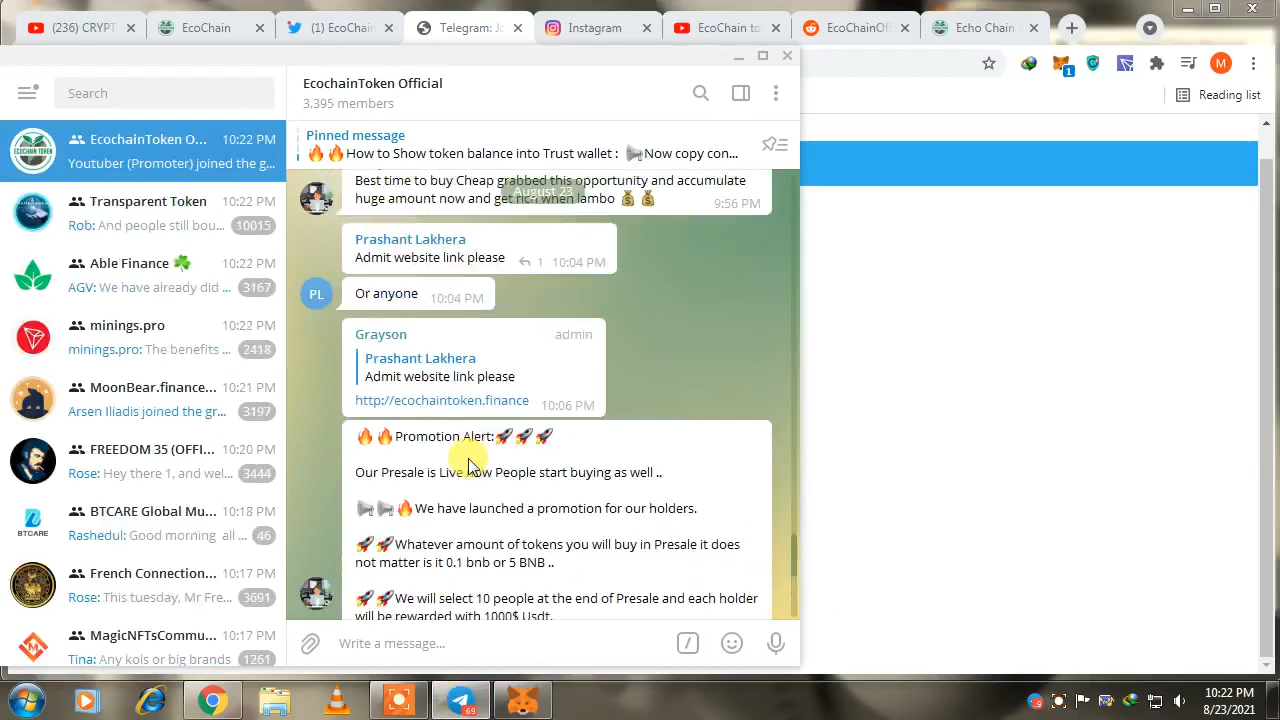 (236) CRYPT
EcoChain
(1) EcoChain
Telegram: Jo
Instagram
EcoChain to
EcoChainOf
Echo Chain
1
M
Reading list
Search
EcochainToken Official
3,395 members
Pinned message
🔥🔥How to Show token balance into Trust wallet : 📢Now copy con...
EcochainToken O... 10:22 PM
Youtuber (Promoter) joined the g...
Transparent Token 10:22 PM
Rob: And people still bou... 10015
Able Finance 🍀 10:22 PM
AGV: We have already did ... 3167
minings.pro 10:22 PM
minings.pro: The benefits ... 2418
MoonBear.finance... 10:21 PM
Arsen Iliadis joined the gr... 3197
FREEDOM 35 (OFFI... 10:20 PM
Rose: Hey there 1, and wel... 3444
BTCARE Global Mu... 10:18 PM
Rashedul: Good morning all ... 46
BTCARE
French Connection... 10:17 PM
Rose: This tuesday, Mr Fre... 3691
MagicNFTsCommu... 10:17 PM
Tina: Any kols or big brands 1261
ECOCHAIN TOKEN
Best time to buy Cheap grabbed this opportunity and accumulate
August 23
huge amount now and get rich when lambo 💰 💰 9:56 PM
Prashant Lakhera
Admit website link please 1 10:04 PM
PL
Or anyone 10:04 PM
Grayson admin
Prashant Lakhera
Admit website link please
http://ecochaintoken.finance 10:06 PM
🔥🔥Promotion Alert:🚀🚀🚀
Our Presale is Live now People start buying as well ..
📢📢🔥We have launched a promotion for our holders.
🚀🚀Whatever amount of tokens you will buy in Presale it does
not matter is it 0.1 bnb or 5 BNB ..
🚀🚀We will select 10 people at the end of Presale and each holder
will be rewarded with 1000$ Usdt.
Write a message...
69
10:22 PM
8/23/2021